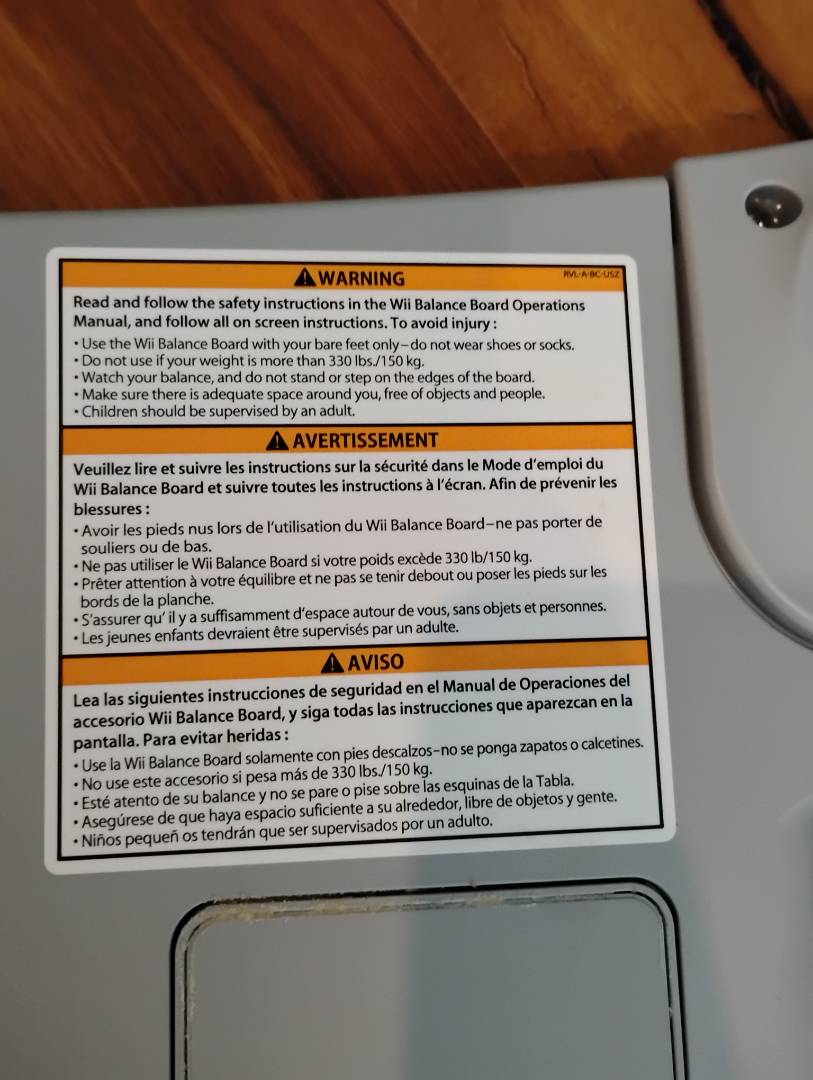 ⚠WARNING
RVL-A-BC-USZ
Read and follow the safety instructions in the Wii Balance Board Operations
Manual, and follow all on screen instructions. To avoid injury :
• Use the Wii Balance Board with your bare feet only–do not wear shoes or socks.
• Do not use if your weight is more than 330 lbs./150 kg.
• Watch your balance, and do not stand or step on the edges of the board.
• Make sure there is adequate space around you, free of objects and people.
• Children should be supervised by an adult.
⚠AVERTISSEMENT
Veuillez lire et suivre les instructions sur la sécurité dans le Mode d'emploi du
Wii Balance Board et suivre toutes les instructions à l'écran. Afin de prévenir les
blessures :
• Avoir les pieds nus lors de l'utilisation du Wii Balance Board–ne pas porter de
souliers ou de bas.
• Ne pas utiliser le Wii Balance Board si votre poids excède 330 lb/150 kg.
• Prêter attention à votre équilibre et ne pas se tenir debout ou poser les pieds sur les
bords de la planche.
• S'assurer qu' il y a suffisamment d'espace autour de vous, sans objets et personnes.
• Les jeunes enfants devraient être supervisés par un adulte.
⚠AVISO
Lea las siguientes instrucciones de seguridad en el Manual de Operaciones del
accesorio Wii Balance Board, y siga todas las instrucciones que aparezcan en la
pantalla. Para evitar heridas :
• Use la Wii Balance Board solamente con pies descalzos–no se ponga zapatos o calcetines.
• No use este accesorio si pesa más de 330 lbs./150 kg.
• Esté atento de su balance y no se pare o pise sobre las esquinas de la Tabla.
• Asegúrese de que haya espacio suficiente a su alrededor, libre de objetos y gente.
• Niños pequeñ os tendrán que ser supervisados por un adulto.